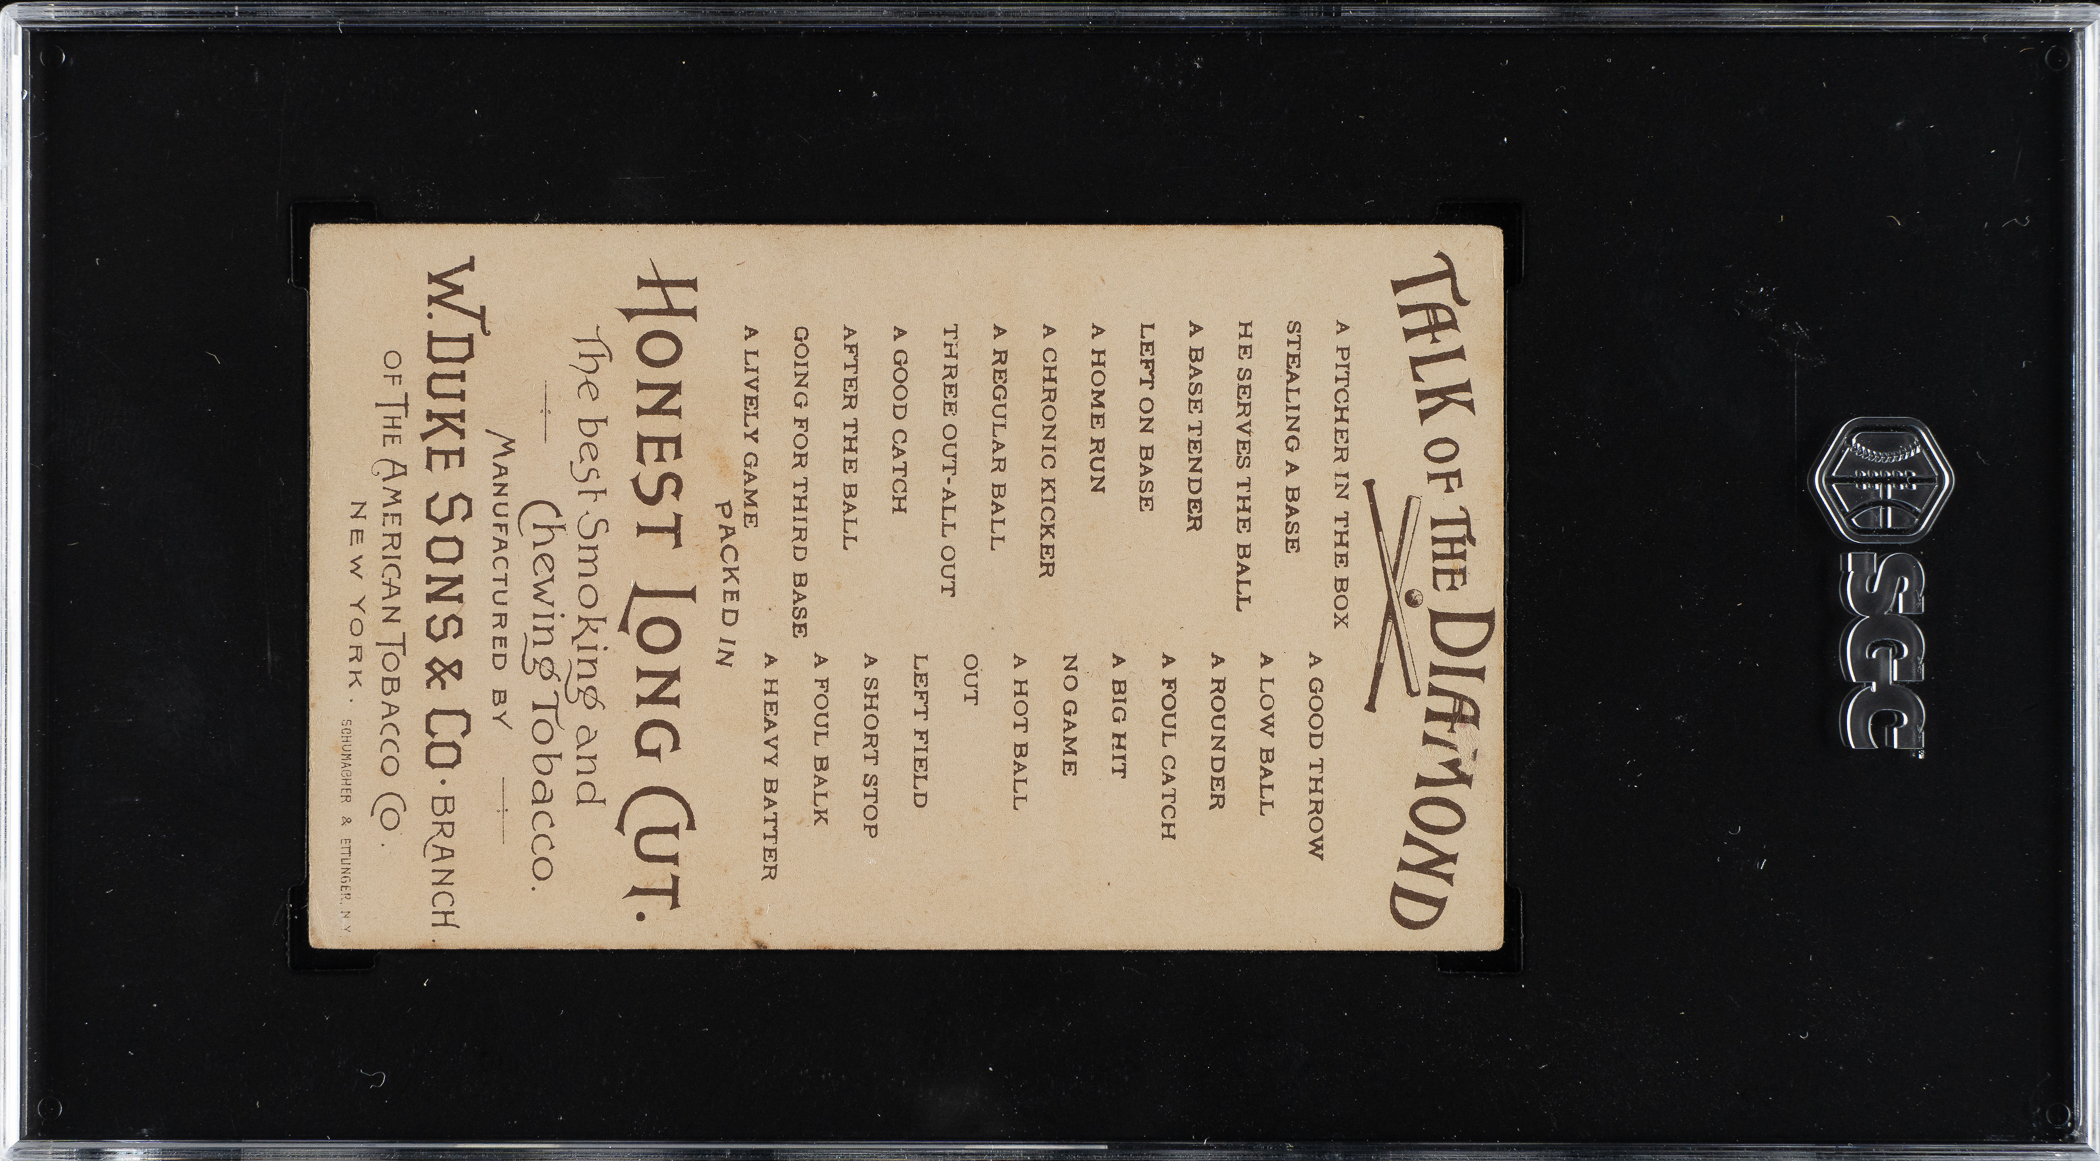 TALK OF THE DIAMOND
A PITCHER IN THE BOX
STEALING A BASE
HE SERVES THE BALL
A BASE TENDER
LEFT ON BASE
A HOME RUN
A CHRONIC KICKER
A REGULAR BALL
THREE OUT-ALL OUT
A GOOD CATCH
AFTER THE BALL
GOING FOR THIRD BASE
A LIVELY GAME
A GOOD THROW
A LOW BALL
A ROUNDER
A FOUL CATCH
A BIG HIT
NO GAME
A HOT BALL
OUT
LEFT FIELD
A SHORT STOP
A FOUL BALK
A HEAVY BATTER
PACKED IN
HONEST LONG CUT.
The best Smoking and
Chewing Tobacco.
MANUFACTURED BY
W. DUKE SONS & CO. BRANCH.
OF THE AMERICAN TOBACCO CO.
NEW YORK.
SCHUMACHER & ETTLINGER, N.Y.
SGC